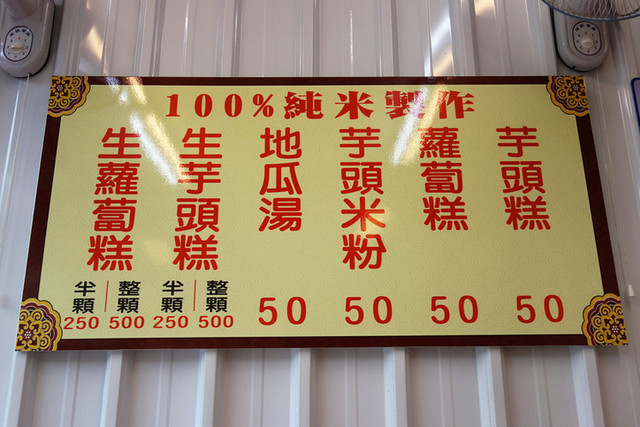 100%純米製作
芋頭糕
50
蘿蔔糕
50
芋頭米粉
50
地瓜湯
50
生芋頭糕
半顆 | 整顆
250 500
生蘿蔔糕
半顆 | 整顆
250 500